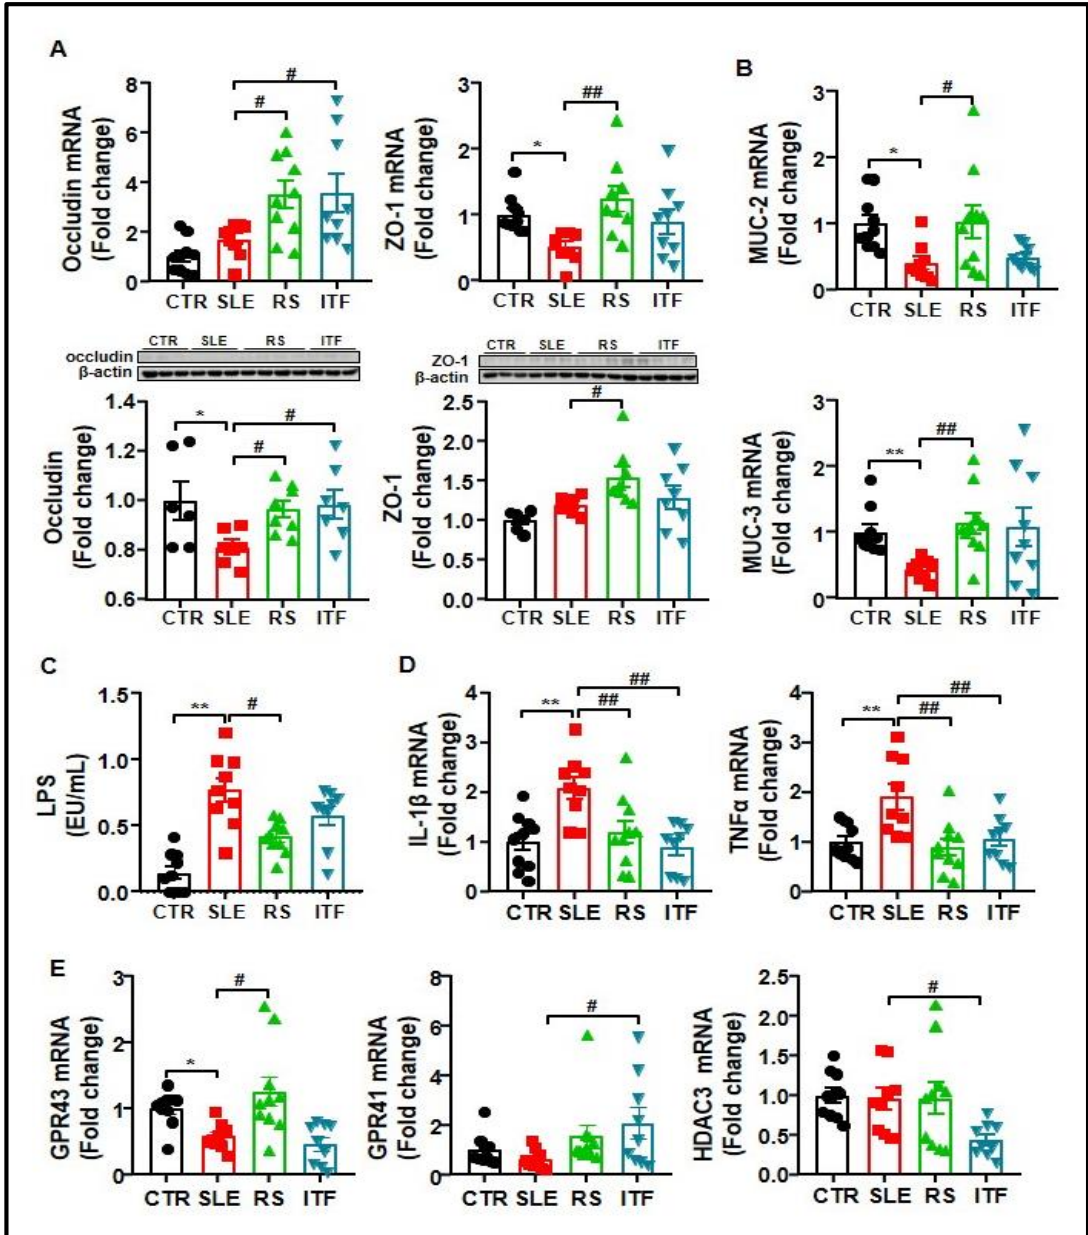 A
B
Occludin mRNA
(Fold change)
8
6
4
2
0
#
#
CTR SLE RS ITF
ZO-1 mRNA
(Fold change)
3
2
1
0
*
##
CTR SLE RS ITF
MUC-2 mRNA
(Fold change)
3
2
1
0
*
#
CTR SLE RS ITF
CTR SLE RS ITF
occludin
β-actin
Occludin
(Fold change)
1.4
1.2
1.0
0.8
0.6
*
#
#
CTR SLE RS ITF
CTR SLE RS ITF
ZO-1
β-actin
ZO-1
(Fold change)
2.5
2.0
1.5
1.0
0.5
0.0
#
CTR SLE RS ITF
MUC-3 mRNA
(Fold change)
3
2
1
0
**
##
CTR SLE RS ITF
C
LPS
(EU/mL)
1.5
1.0
0.5
0.0
**
#
CTR SLE RS ITF
D
IL-1β mRNA
(Fold change)
4
3
2
1
0
**
##
##
CTR SLE RS ITF
TNFα mRNA
(Fold change)
4
3
2
1
0
**
##
##
CTR SLE RS ITF
E
GPR43 mRNA
(Fold change)
3
2
1
0
*
#
CTR SLE RS ITF
GPR41 mRNA
(Fold change)
8
6
4
2
0
#
CTR SLE RS ITF
HDAC3 mRNA
(Fold change)
2.5
2.0
1.5
1.0
0.5
0.0
#
CTR SLE RS ITF